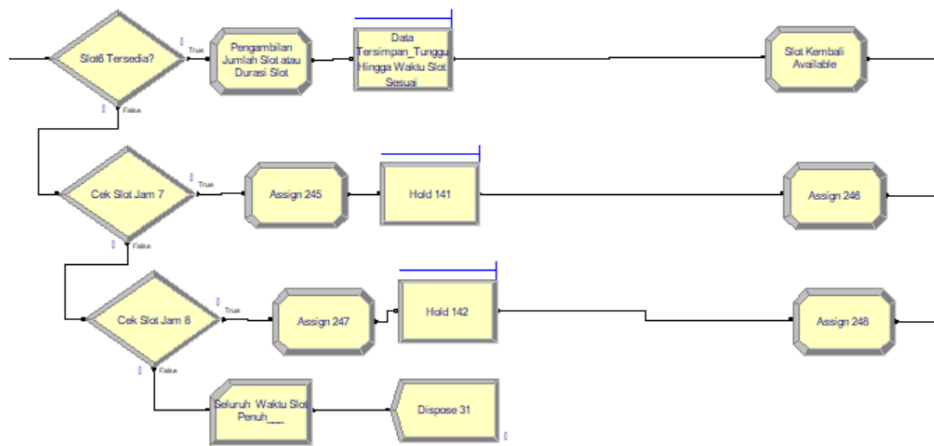 Slot6 Tersedia?
True
False
Pengambilan
Jumlah Slot atau
Durasi Slot
Data
Tersimpan_Tunggu
Hingga Waktu Slot
Sesuai
Slot Kembali
Available
Cek Slot Jam 7
True
False
Assign 245
Hold 141
Assign 246
Cek Slot Jam 8
True
False
Assign 247
Hold 142
Assign 248
Seluruh Waktu Slot
Penuh___
Dispose 31